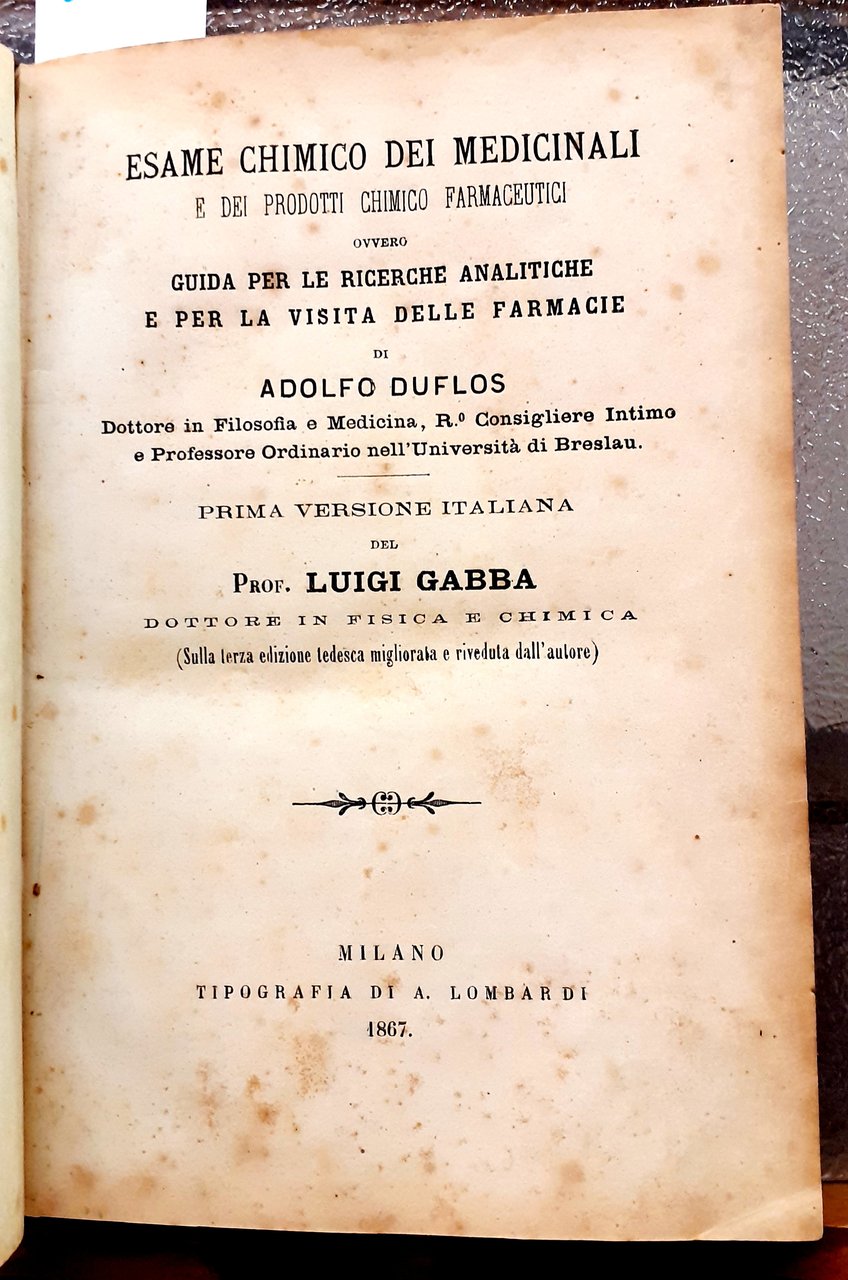 ESAME CHIMICO DEI MEDICINALI
E DEI PRODOTTI CHIMICO FARMACEUTICI
OVVERO
GUIDA PER LE RICERCHE ANALITICHE
E PER LA VISITA DELLE FARMACIE
DI
ADOLFO DUFLOS
Dottore in Filosofia e Medicina, R.º Consigliere Intimo
e Professore Ordinario nell'Università di Breslau.
PRIMA VERSIONE ITALIANA
DEL
PROF. LUIGI GABBA
DOTTORE IN FISICA E CHIMICA
(Sulla terza edizione tedesca migliorata e riveduta dall'autore)
MILANO
TIPOGRAFIA DI A. LOMBARDI
1867.